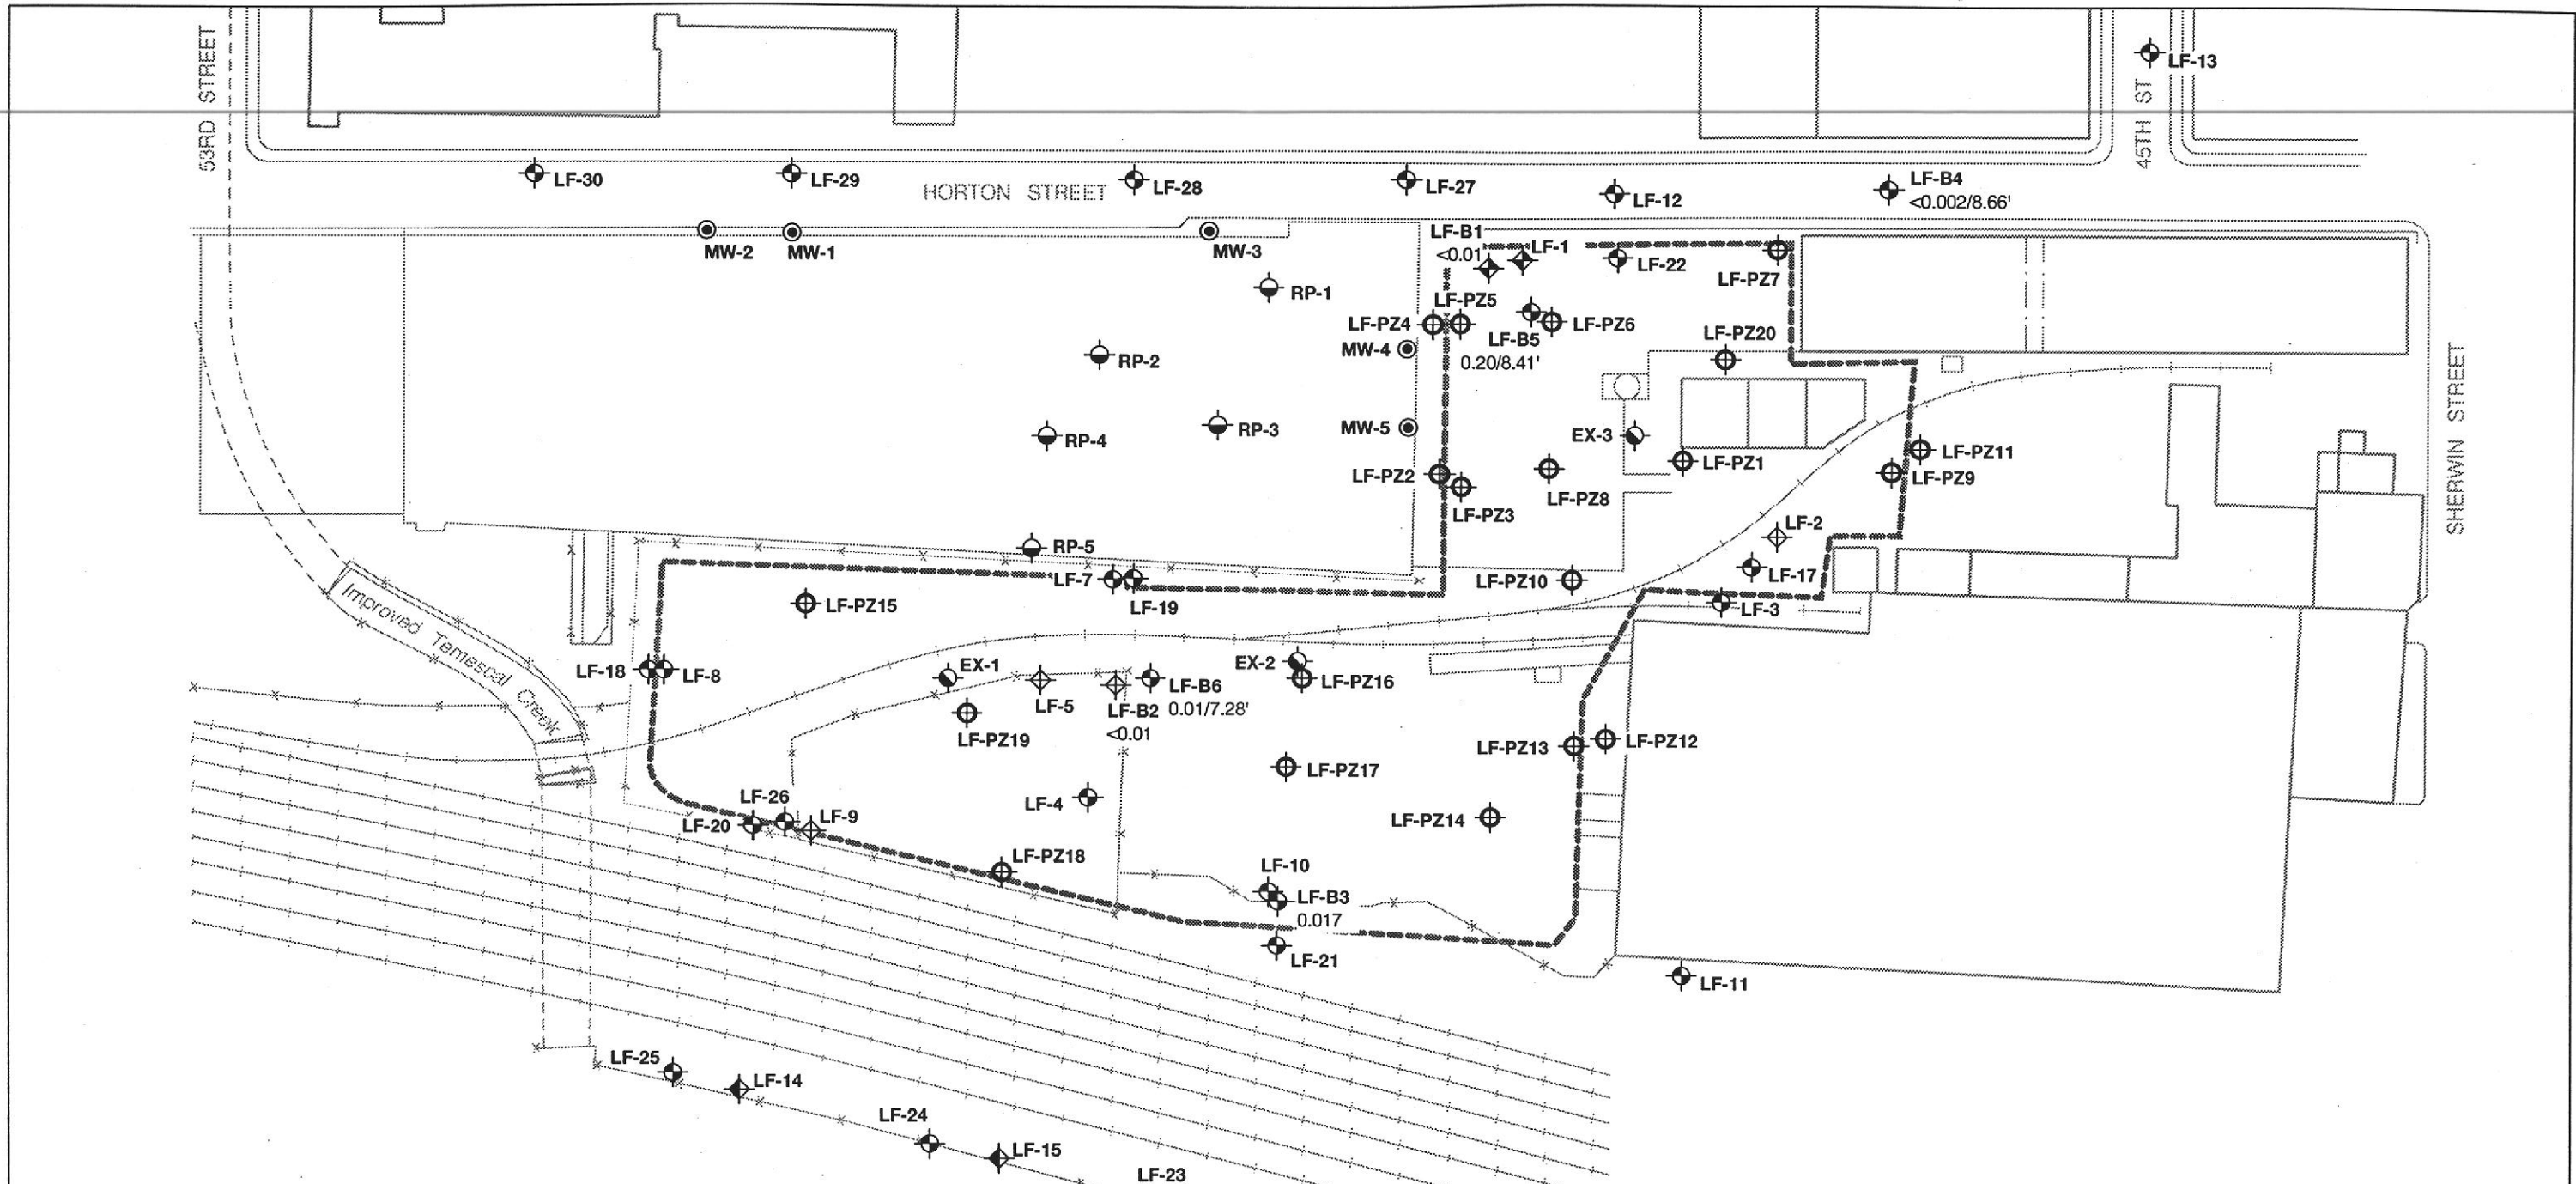 53RD STREET
45TH ST
LF-13
LF-30
LF-29
HORTON STREET
LF-28
LF-27
LF-12
LF-B4
<0.002/8.66'
MW-2
MW-1
MW-3
LF-B1
<0.01
LF-1
LF-22
LF-PZ7
RP-1
LF-PZ5
LF-PZ4
LF-PZ6
LF-B5
0.20/8.41'
MW-4
LF-PZ20
RP-2
RP-3
RP-4
MW-5
EX-3
LF-PZ1
LF-PZ11
LF-PZ9
SHERWIN STREET
LF-PZ2
LF-PZ8
LF-PZ3
LF-2
RP-5
LF-7
LF-19
LF-PZ10
LF-17
LF-3
LF-PZ15
Improved Temescal Creek
LF-18
LF-8
EX-1
LF-5
LF-B6
0.01/7.28'
LF-B2
<0.01
EX-2
LF-PZ16
LF-PZ19
LF-PZ13
LF-PZ12
LF-PZ17
LF-26
LF-20
LF-9
LF-4
LF-PZ14
LF-PZ18
LF-10
LF-B3
0.017
LF-21
LF-11
LF-25
LF-14
LF-24
LF-15
LF-23